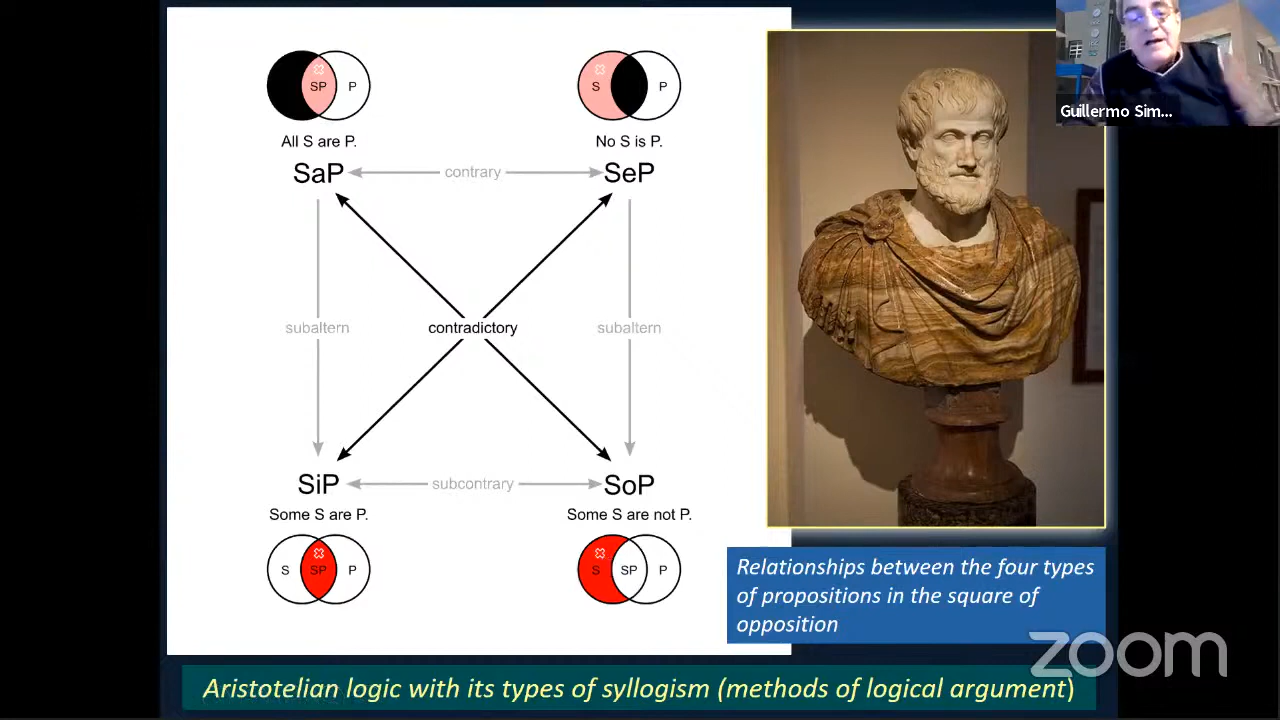 SP P
S P
All S are P.
No S is P.
SaP contrary SeP
subaltern contradictory subaltern
SiP subcontrary SoP
Some S are P.
Some S are not P.
S SP P
S SP P
Guillermo Sim...
Relationships between the four types
of propositions in the square of
opposition
zoom
Aristotelian logic with its types of syllogism (methods of logical argument)